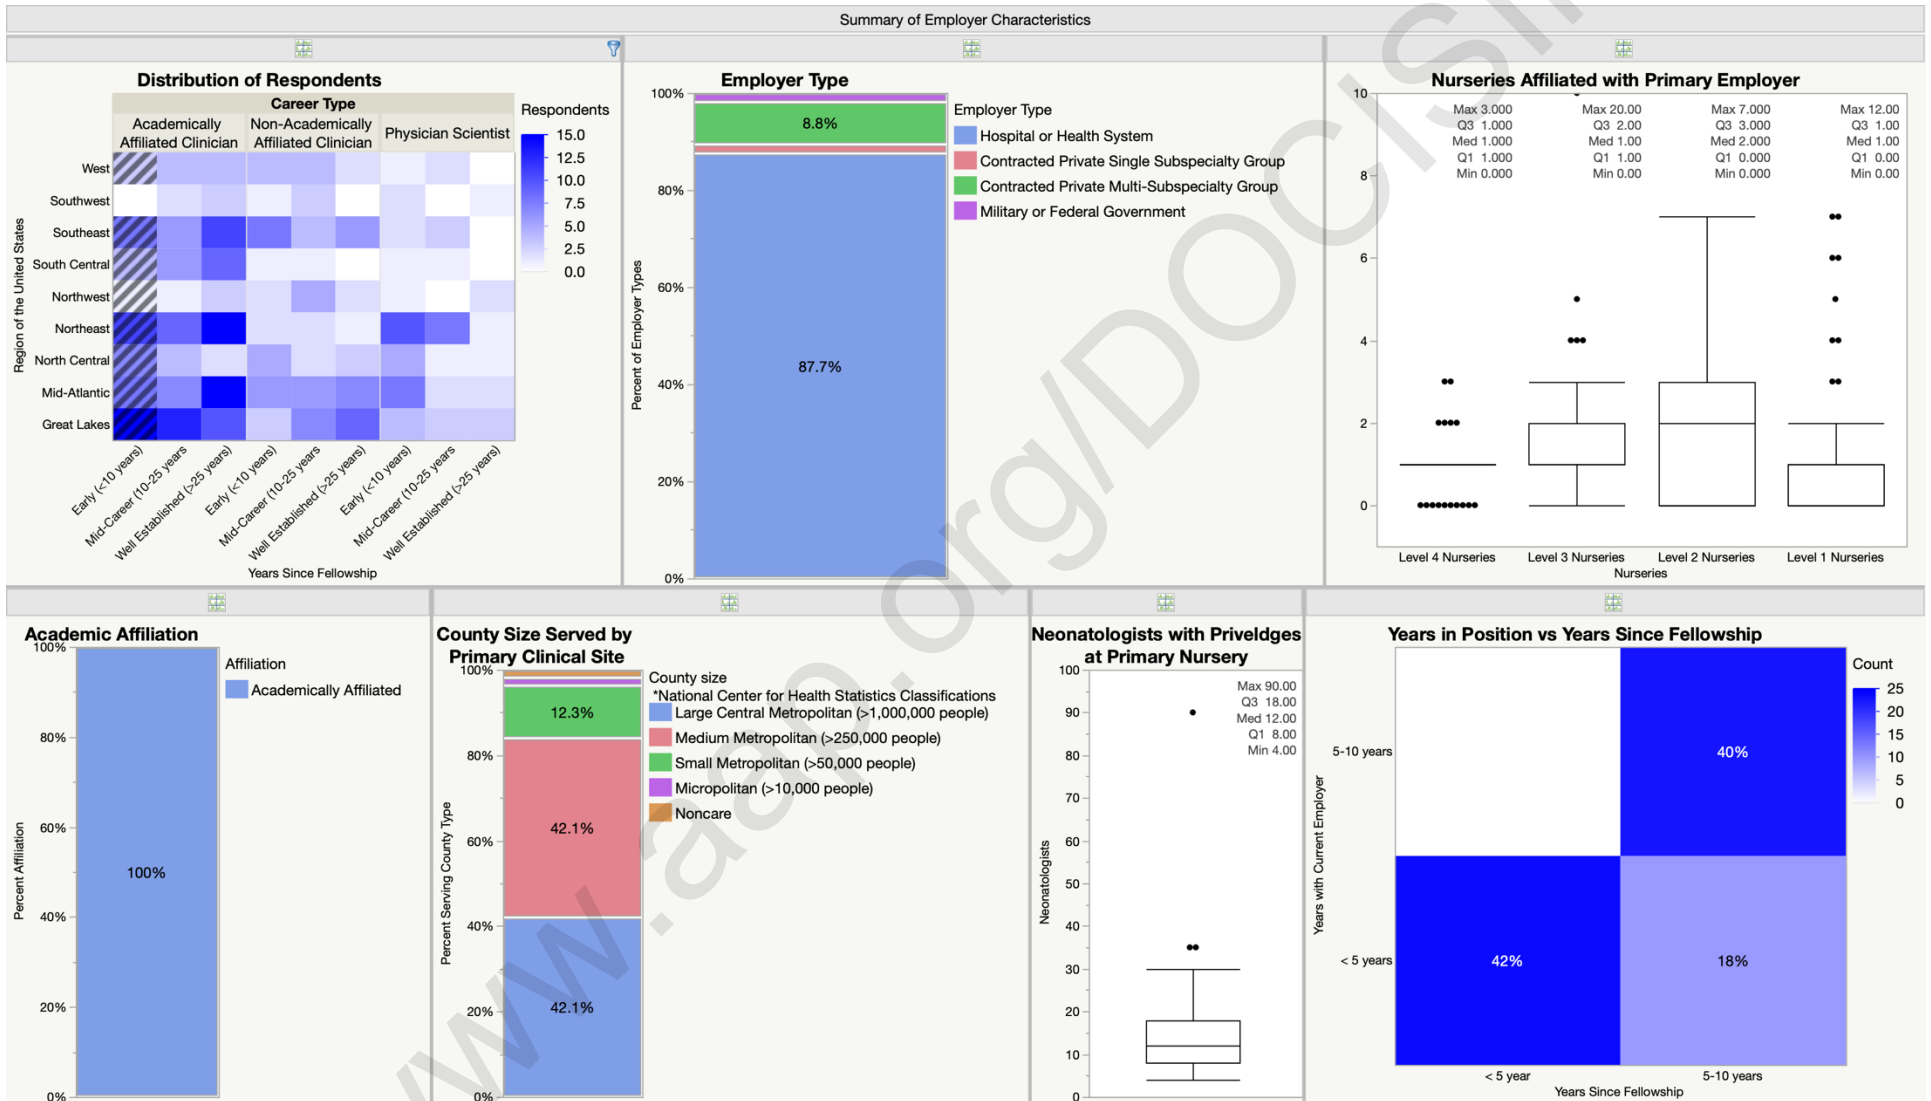 Summary of Employer Characteristics
Distribution of Respondents
Career Type
Academically
Affiliated Clinician
Non-Academically
Affiliated Clinician
Physician Scientist
Respondents
15.0
12.5
10.0
7.5
5.0
2.5
0.0
Region of the United States
West
Southwest
Southeast
South Central
Northwest
Northeast
North Central
Mid-Atlantic
Great Lakes
Early (<10 years)
Mid-Career (10-25 years
Well Established (>25 years)
Early (<10 years)
Mid-Career (10-25 years
Well Established (>25 years)
Early (<10 years)
Mid-Career (10-25 years
Well Established (>25 years)
Years Since Fellowship
Employer Type
Percent of Employer Types
100%
80%
60%
40%
20%
0%
8.8%
87.7%
Employer Type
Hospital or Health System
Contracted Private Single Subspecialty Group
Contracted Private Multi-Subspecialty Group
Military or Federal Government
Nurseries Affiliated with Primary Employer
10
8
6
4
2
0
Max 3.000
Q3 1.000
Med 1.000
Q1 1.000
Min 0.000
Max 20.00
Q3 2.00
Med 1.00
Q1 1.00
Min 0.00
Max 7.000
Q3 3.000
Med 2.000
Q1 0.000
Min 0.000
Max 12.00
Q3 1.00
Med 1.00
Q1 0.00
Min 0.00
Level 4 Nurseries
Level 3 Nurseries
Level 2 Nurseries
Level 1 Nurseries
Nurseries
Academic Affiliation
Percent Affiliation
100%
80%
60%
40%
20%
0%
100%
Affiliation
Academically Affiliated
County Size Served by
Primary Clinical Site
Percent Serving County Type
100%
80%
60%
40%
20%
0%
12.3%
42.1%
42.1%
County size
*National Center for Health Statistics Classifications
Large Central Metropolitan (>1,000,000 people)
Medium Metropolitan (>250,000 people)
Small Metropolitan (>50,000 people)
Micropolitan (>10,000 people)
Noncare
Neonatologists with Priveldges
at Primary Nursery
Neonatologists
100
90
80
70
60
50
40
30
20
10
0
Max 90.00
Q3 18.00
Med 12.00
Q1 8.00
Min 4.00
Years in Position vs Years Since Fellowship
Years with Current Employer
5-10 years
< 5 years
40%
42%
18%
< 5 year
5-10 years
Years Since Fellowship
Count
25
20
15
10
5
0
www.aap.org/DOCISIN